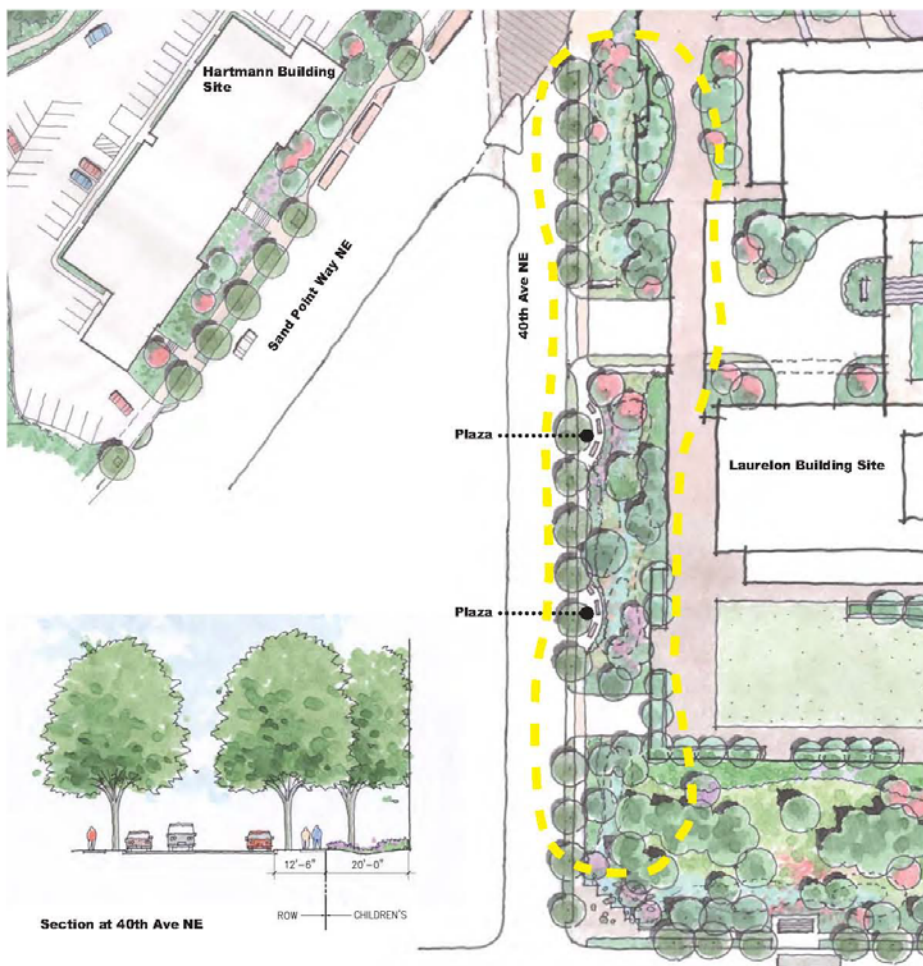 Hartmann Building
Site
Sand Point Way NE
40th Ave NE
Plaza
Laurelon Building Site
Plaza
12'-6"
20'-0"
ROW
CHILDREN'S
Section at 40th Ave NE